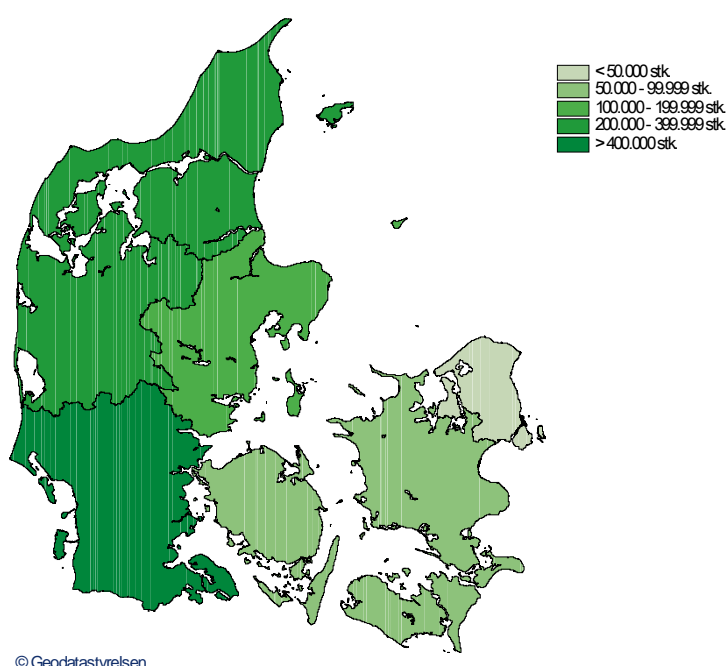 < 50.000 stk.
50.000 - 99.999 stk.
100.000 - 199.999 stk.
200.000 - 399.999 stk.
> 400.000 stk.
© Geodatastyrelsen